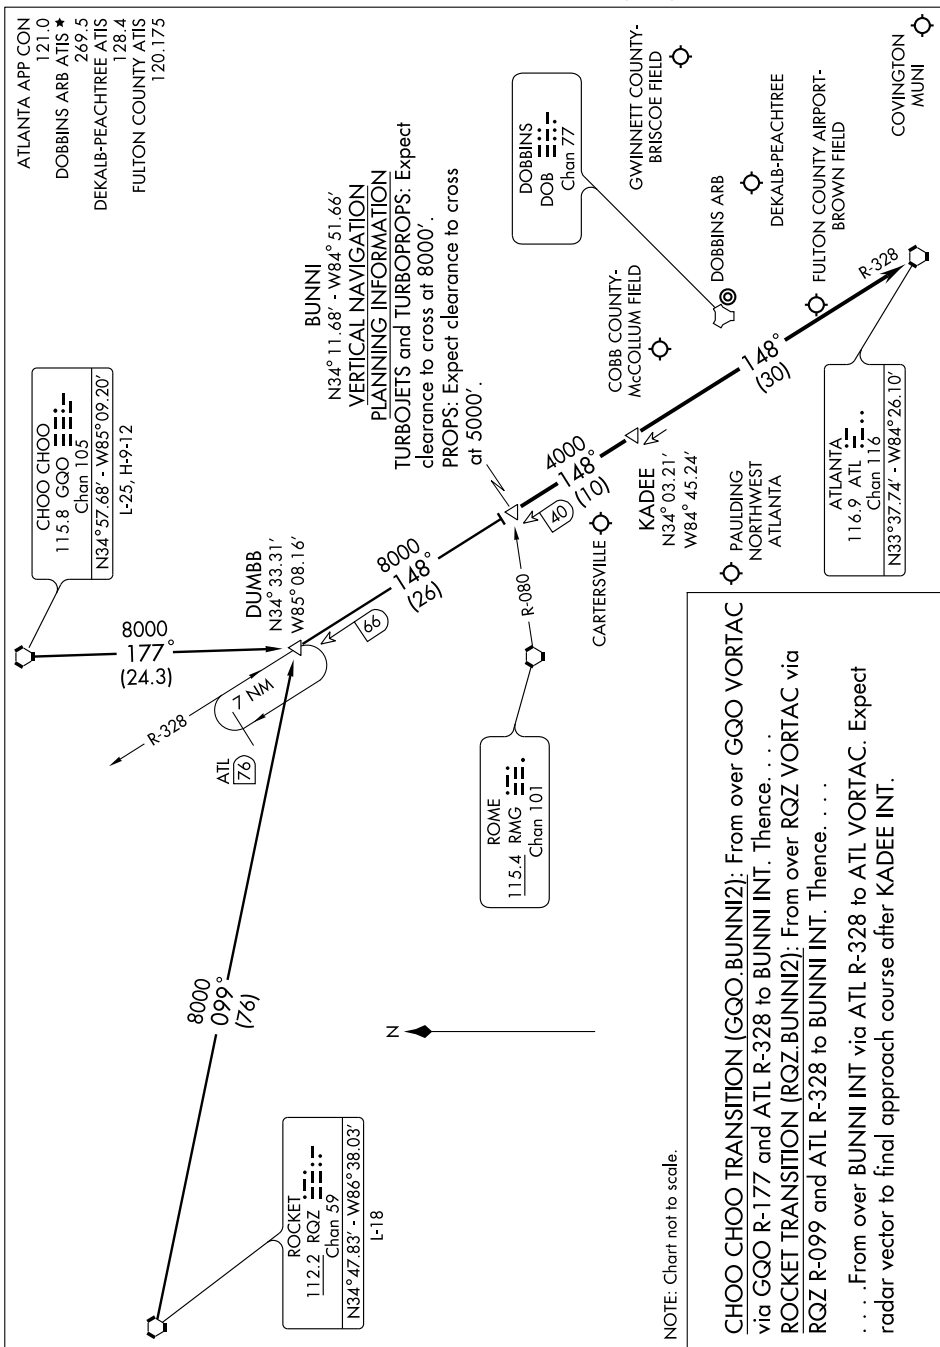 ATLANTA APP CON
121.0
DOBBINS ARB ATIS ★
269.5
DEKALB-PEACHTREE ATIS
128.4
FULTON COUNTY ATIS
120.175
CHOO CHOO
115.8 GQO
Chan 105
N34°57.68' - W85°09.20'
L-25, H-9-12
8000
177°
(24.3)
DUMBB
N34°33.31'
W85°08.16'
R-328
7 NM
ATL
76
66
8000
099°
(76)
ROCKET
112.2 RQZ
Chan 59
N34°47.83' - W86°38.03'
L-18
N
8000
148°
(26)
BUNNI
N34°11.68' - W84°51.66'
VERTICAL NAVIGATION
PLANNING INFORMATION
TURBOJETS and TURBOPROPS: Expect
clearance to cross at 8000'.
PROPS: Expect clearance to cross
at 5000'.
ROME
115.4 RMG
Chan 101
R-080
40
4000
148°
(10)
CARTERSVILLE
KADEE
N34°03.21'
W84°45.24'
DOBBINS
DOB
Chan 77
GWINNETT COUNTY-
BRISCOE FIELD
COBB COUNTY-
McCOLLUM FIELD
DOBBINS ARB
DEKALB-PEACHTREE
FULTON COUNTY AIRPORT-
BROWN FIELD
COVINGTON
MUNI
PAULDING
NORTHWEST
ATLANTA
148°
(30)
R-328
ATLANTA
116.9 ATL
Chan 116
N33°37.74' - W84°26.10'
NOTE: Chart not to scale.
CHOO CHOO TRANSITION (GQO.BUNNI2): From over GQO VORTAC
via GQO R-177 and ATL R-328 to BUNNI INT. Thence. . . .
ROCKET TRANSITION (RQZ.BUNNI2): From over RQZ VORTAC via
RQZ R-099 and ATL R-328 to BUNNI INT. Thence. . . .
. . . .From over BUNNI INT via ATL R-328 to ATL VORTAC. Expect
radar vector to final approach course after KADEE INT.